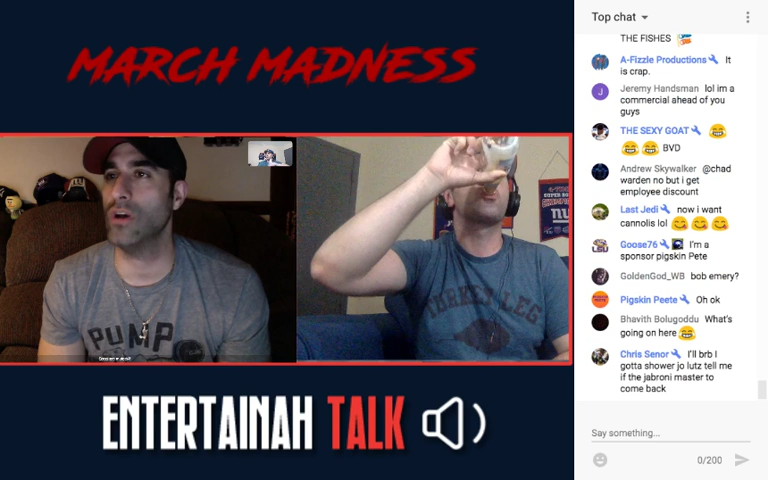 MARCH MADNESS
PUMP
TURKEY LEG
NU
ENTERTAINAH TALK
Top chat
THE FISHES
A-Fizzle Productions It
is crap.
J
Jeremy Handsman lol im a
commercial ahead of you
guys
THE SEXY GOAT
BVD
Andrew Skywalker @chad
warden no but i get
employee discount
Last Jedi now i want
cannolis lol
Goose76 I'm a
sponsor pigskin Pete
GoldenGod_WB bob emery?
Pigskin Peete Oh ok
Bhavith Bolugoddu What's
going on here
Chris Senor I'll brb I
gotta shower jo lutz tell me
if the jabroni master to
come back
Say something...
0/200